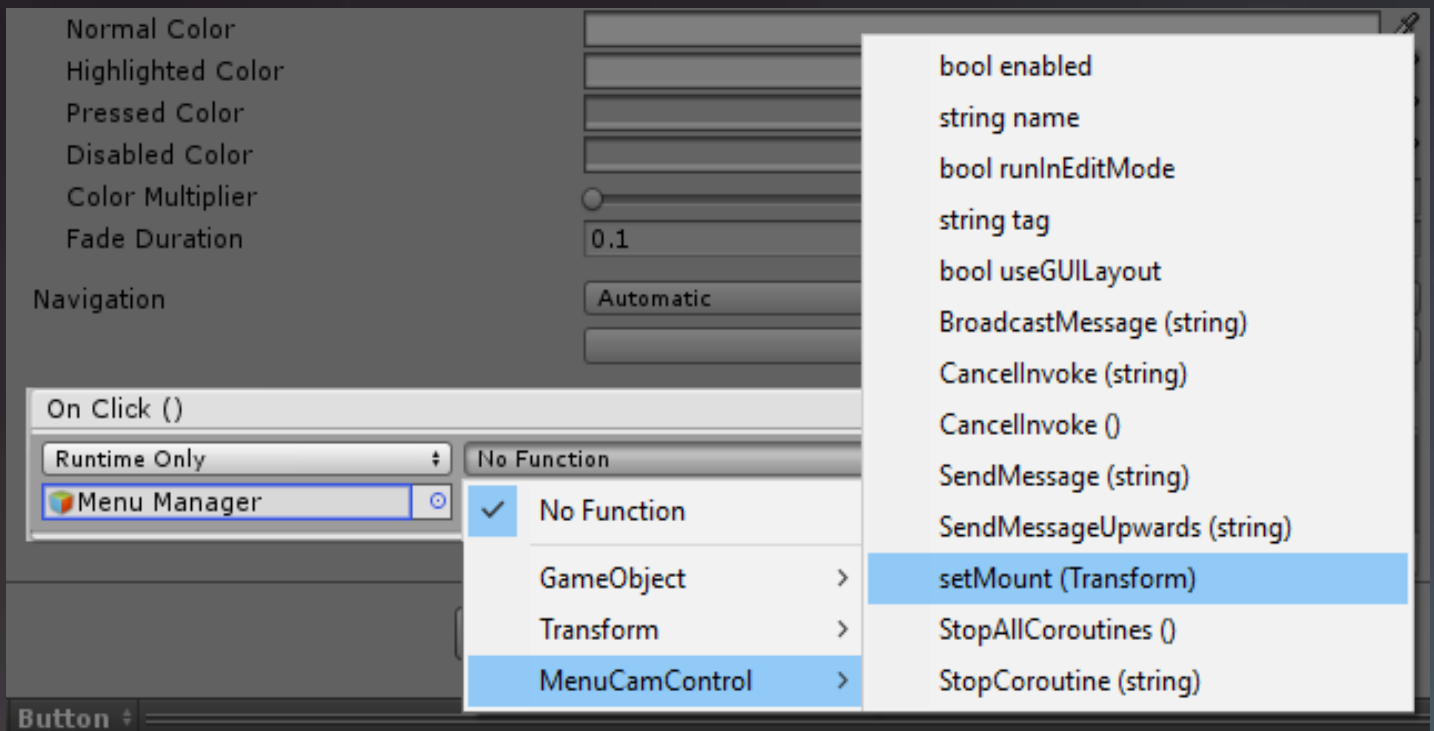 Normal Color
Highlighted Color
Pressed Color
Disabled Color
Color Multiplier
Fade Duration
0.1
Navigation
Automatic
On Click ()
Runtime Only
No Function
Menu Manager
No Function
GameObject
Transform
MenuCamControl
bool enabled
string name
bool runInEditMode
string tag
bool useGUILayout
BroadcastMessage (string)
CancelInvoke (string)
CancelInvoke ()
SendMessage (string)
SendMessageUpwards (string)
setMount (Transform)
StopAllCoroutines ()
StopCoroutine (string)
Button